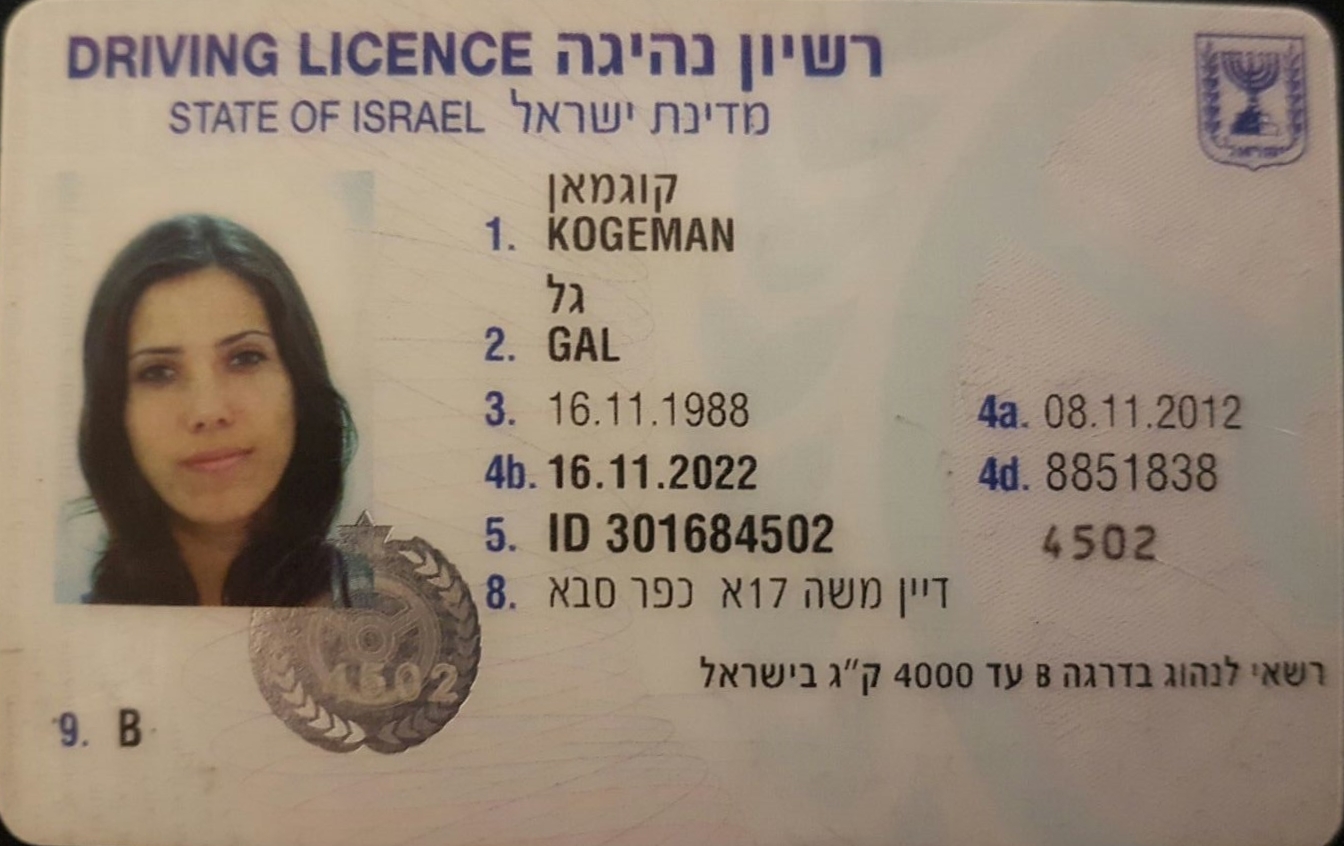 DRIVING LICENCE רשיון נהיגה
STATE OF ISRAEL מדינת ישראל
קוגמאן
1. KOGEMAN
גל
2. GAL
3. 16.11.1988 4a. 08.11.2012
4b. 16.11.2022 4d. 8851838
5. ID 301684502 4502
8. דיין משה 17א כפר סבא
רשאי לנהוג בדרגה B עד 4000 ק"ג בישראל
4502
9. B
ישראל